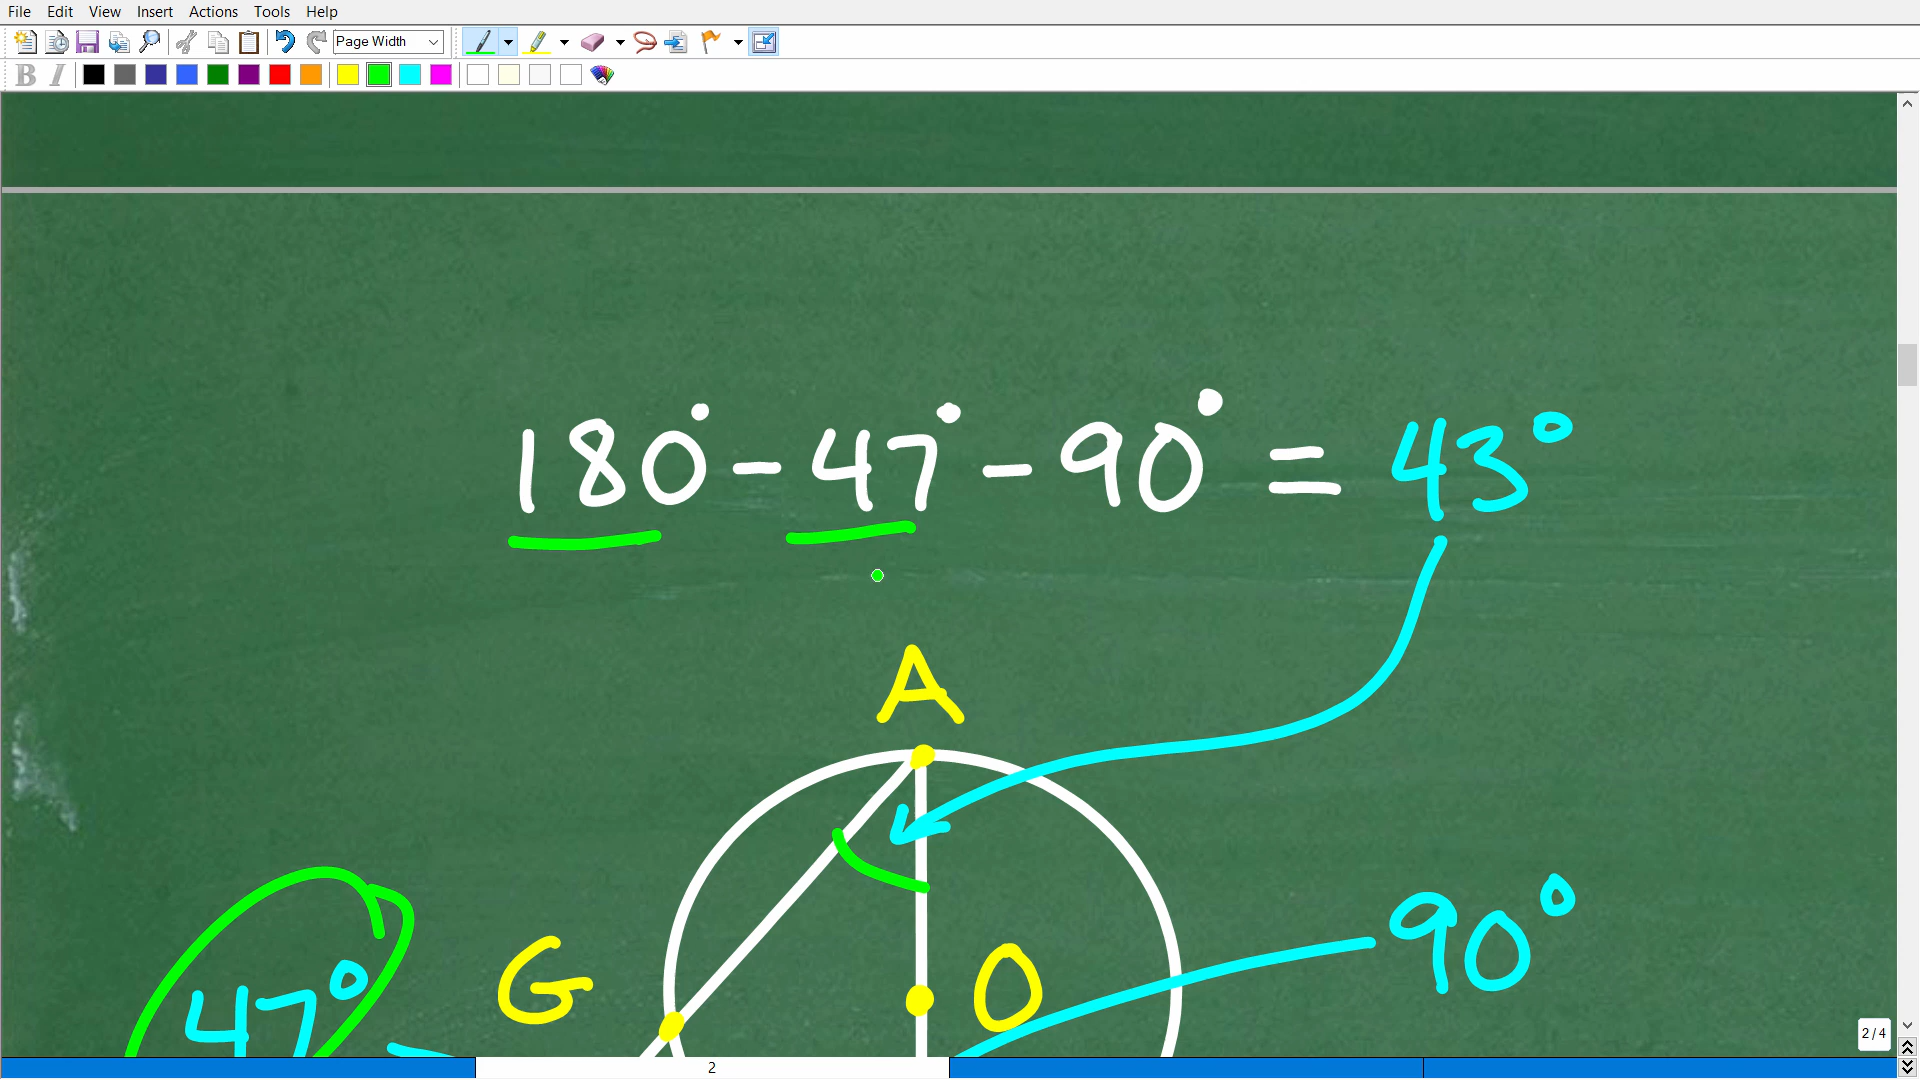 File Edit View Insert Actions Tools Help
Page Width
B I
180° - 47° - 90° = 43°
A
90°
G
O
47°
2 / 4
2